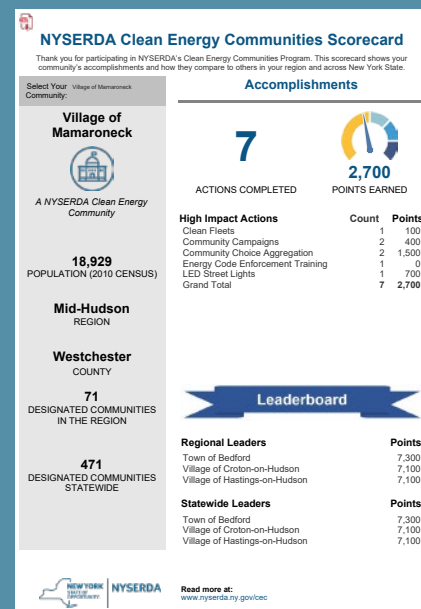 NYSERDA Clean Energy Communities Scorecard
Thank you for participating in NYSERDA's Clean Energy Communities Program. This scorecard shows your
community's accomplishments and how they compare to others in your region and across New York State.
Select Your Community: Village of Mamaroneck
Village of
Mamaroneck
A NYSERDA Clean Energy
Community
18,929
POPULATION (2010 CENSUS)
Mid-Hudson
REGION
Westchester
COUNTY
71
DESIGNATED COMMUNITIES
IN THE REGION
471
DESIGNATED COMMUNITIES
STATEWIDE
Accomplishments
7
ACTIONS COMPLETED
2,700
POINTS EARNED
High Impact Actions Count Points
Clean Fleets 1 100
Community Campaigns 2 400
Community Choice Aggregation 2 1,500
Energy Code Enforcement Training 1 0
LED Street Lights 1 700
Grand Total 7 2,700
Leaderboard
Regional Leaders Points
Town of Bedford 7,300
Village of Croton-on-Hudson 7,100
Village of Hastings-on-Hudson 7,100
Statewide Leaders Points
Town of Bedford 7,300
Village of Croton-on-Hudson 7,100
Village of Hastings-on-Hudson 7,100
NEW YORK
STATE OF
OPPORTUNITY.
NYSERDA
Read more at:
www.nyserda.ny.gov/cec